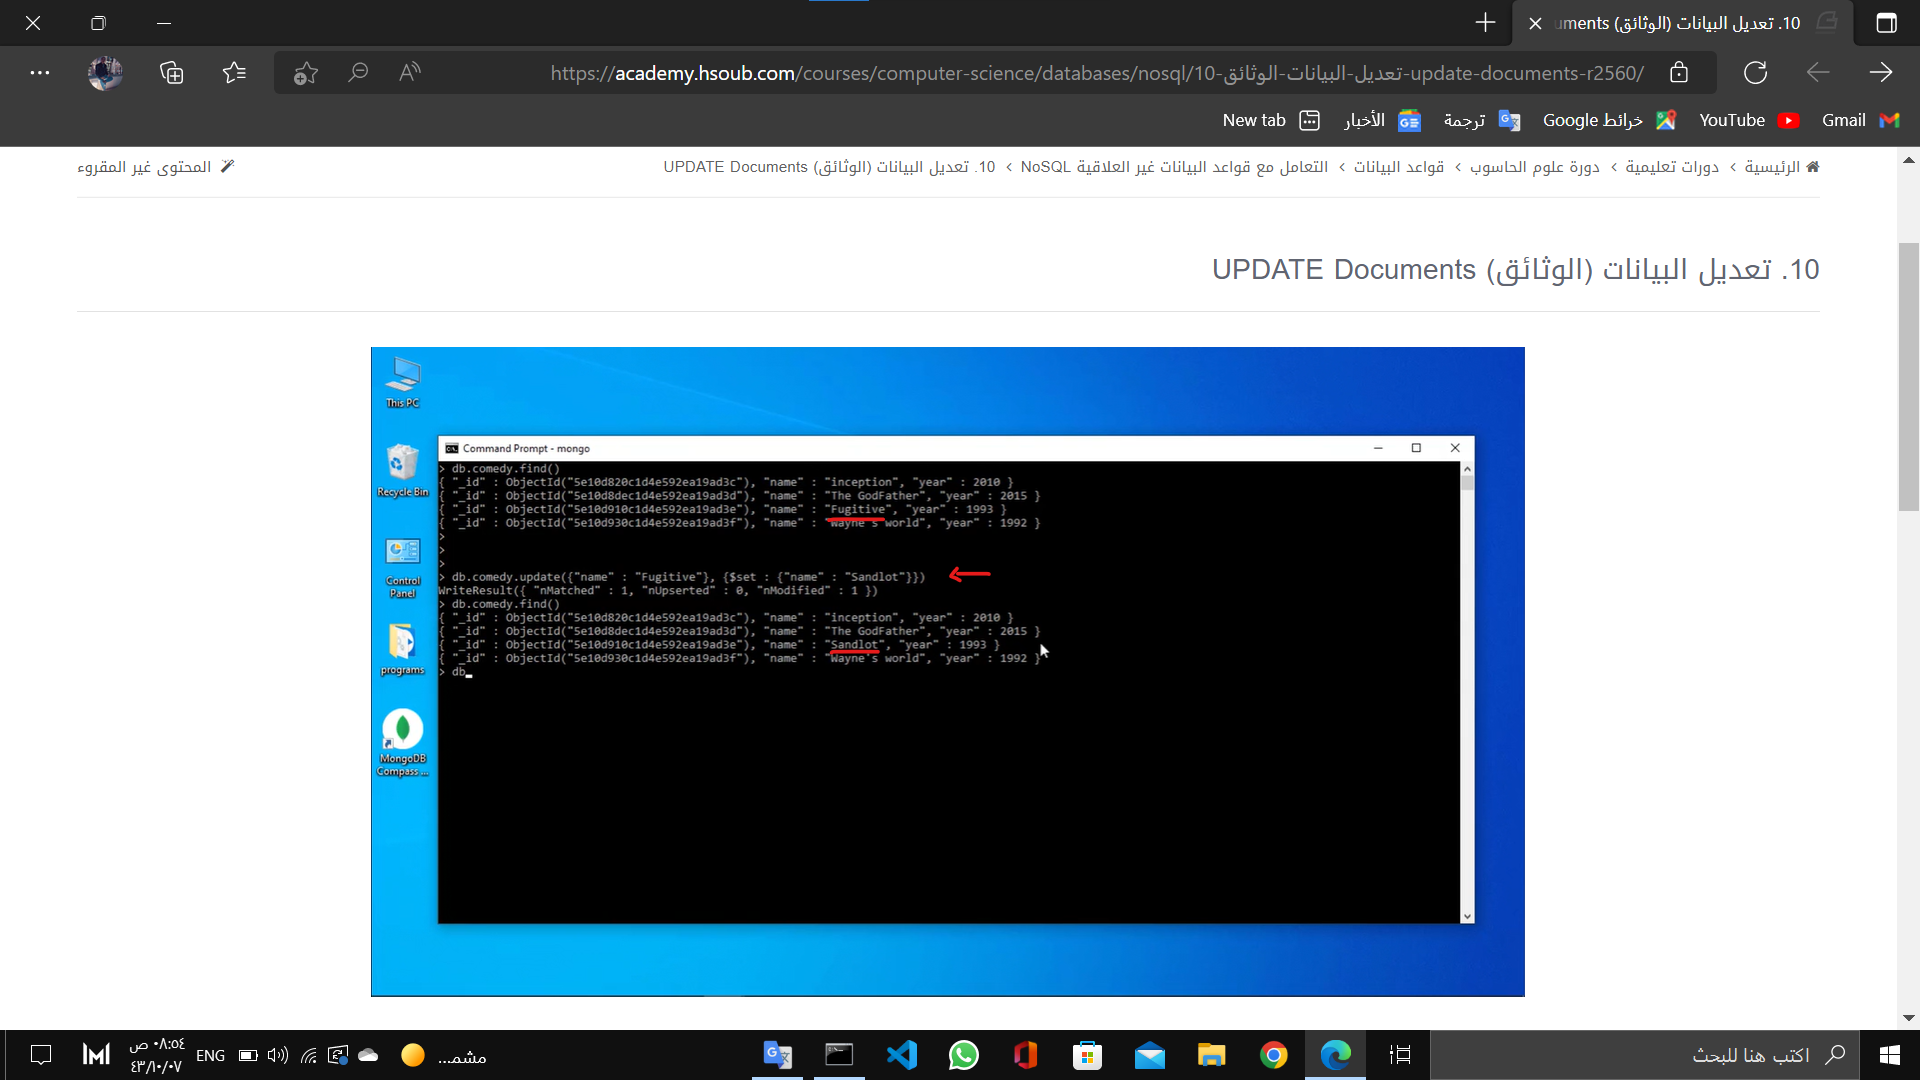 10. تعديل البيانات (الوثائق) uments
https://academy.hsoub.com/courses/computer-science/databases/nosql/10-تعديل-البيانات-الوثائق-update-documents-r2560/
Gmail
YouTube
خرائط Google
ترجمة
الأخبار
New tab
الرئيسية › دورات تعليمية › دورة علوم الحاسوب › قواعد البيانات › التعامل مع قواعد البيانات غير العلاقية NoSQL › 10. تعديل البيانات (الوثائق) UPDATE Documents
المحتوى غير المقروء
10. تعديل البيانات (الوثائق) UPDATE Documents
This PC
Recycle Bin
Control Panel
programs
MongoDB Compass ...
Command Prompt - mongo
> db.comedy.find()
{ "_id" : ObjectId("5e10d820c1d4e592ea19ad3c"), "name" : "inception", "year" : 2010 }
{ "_id" : ObjectId("5e10d8dec1d4e592ea19ad3d"), "name" : "The GodFather", "year" : 2015 }
{ "_id" : ObjectId("5e10d910c1d4e592ea19ad3e"), "name" : "Fugitive", "year" : 1993 }
{ "_id" : ObjectId("5e10d930c1d4e592ea19ad3f"), "name" : "Wayne's world", "year" : 1992 }
>
>
>
> db.comedy.update({"name" : "Fugitive"}, {$set : {"name" : "Sandlot"}})
WriteResult({ "nMatched" : 1, "nUpserted" : 0, "nModified" : 1 })
> db.comedy.find()
{ "_id" : ObjectId("5e10d820c1d4e592ea19ad3c"), "name" : "inception", "year" : 2010 }
{ "_id" : ObjectId("5e10d8dec1d4e592ea19ad3d"), "name" : "The GodFather", "year" : 2015 }
{ "_id" : ObjectId("5e10d910c1d4e592ea19ad3e"), "name" : "Sandlot", "year" : 1993 }
{ "_id" : ObjectId("5e10d930c1d4e592ea19ad3f"), "name" : "Wayne's world", "year" : 1992 }
> db_
اكتب هنا للبحث
مشمـ...
ENG
٠٨:٥٤ ص
٤٣/١٠/٠٧